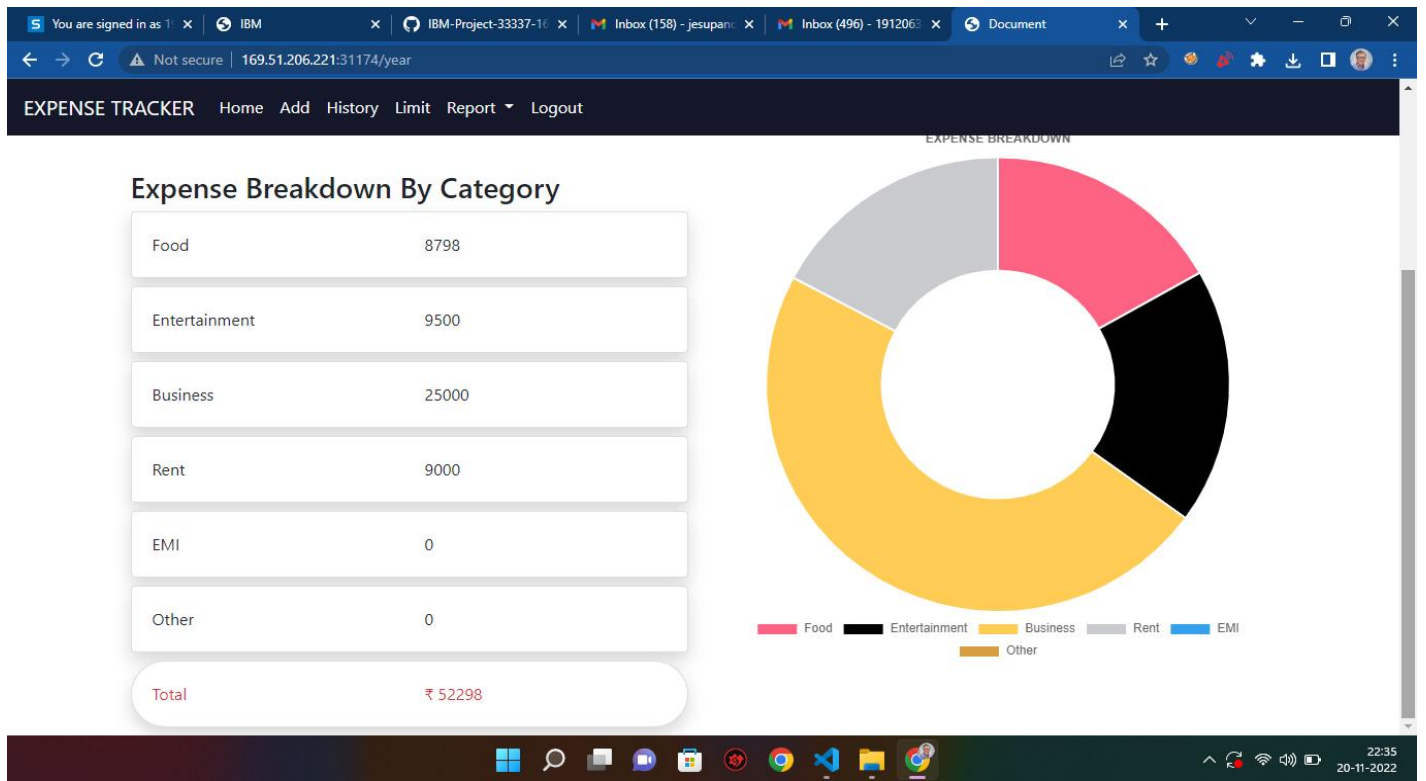 You are signed in as 1
IBM
IBM-Project-33337-16
Inbox (158) - jesupand
Inbox (496) - 1912063
Document
Not secure 169.51.206.221:31174/year
EXPENSE TRACKER Home Add History Limit Report Logout
EXPENSE BREAKDOWN
Expense Breakdown By Category
Food 8798
Entertainment 9500
Business 25000
Rent 9000
EMI 0
Other 0
Total ₹ 52298
Food Entertainment Business Rent EMI
Other
22:35
20-11-2022